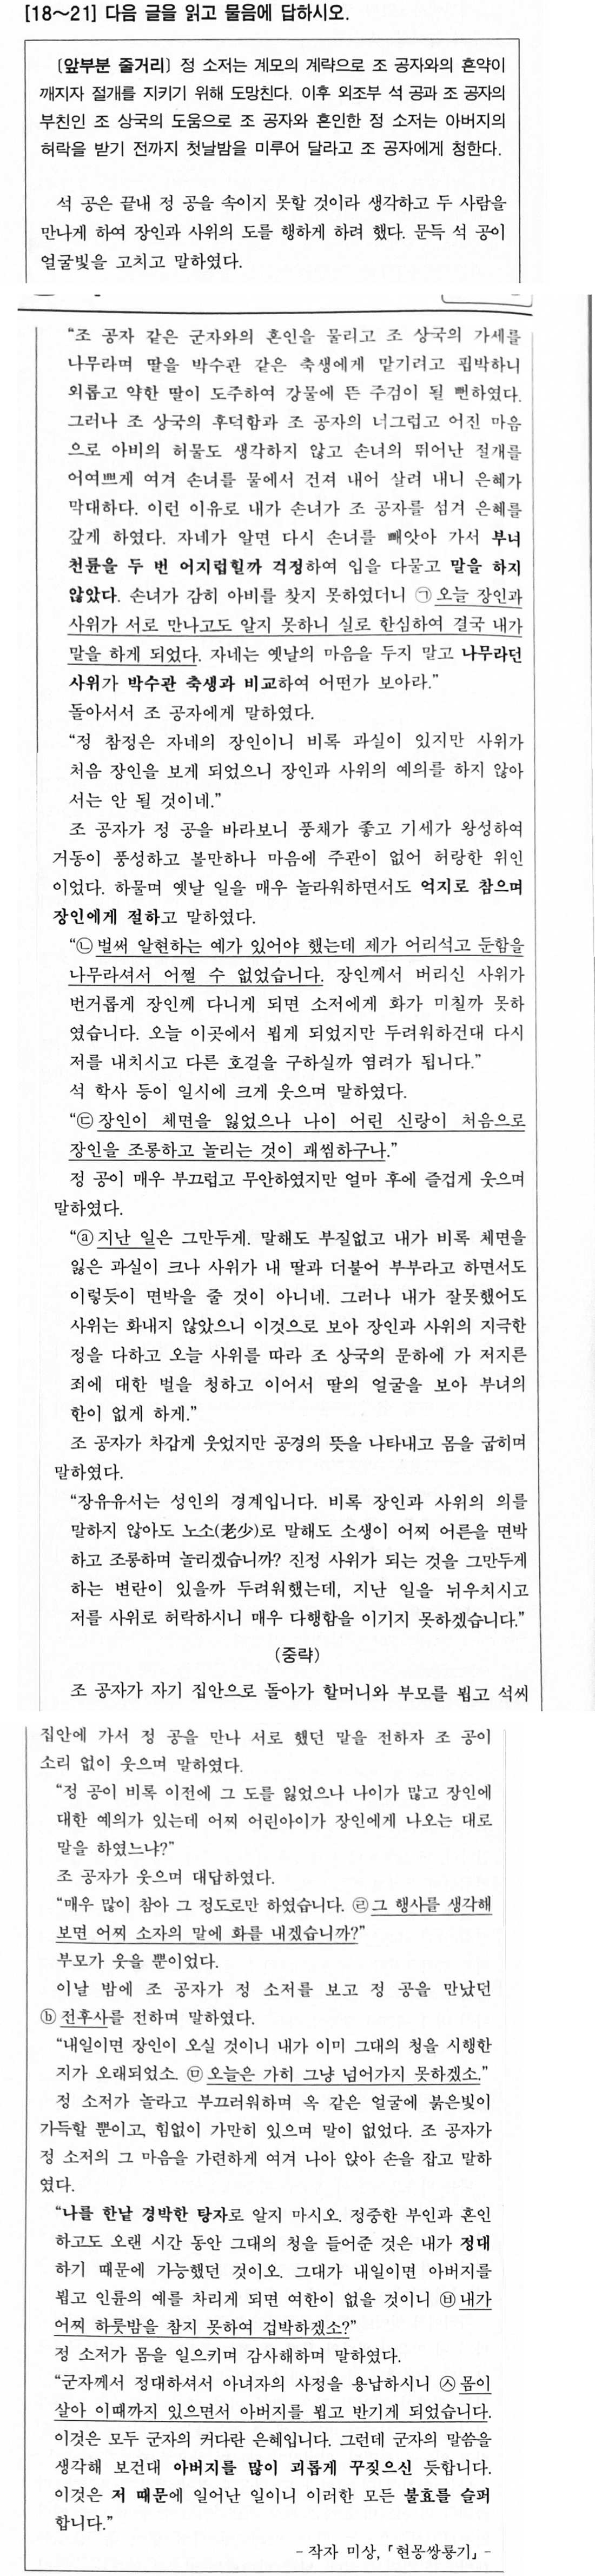 [18~21] 다음 글을 읽고 물음에 답하시오.
[앞부분 줄거리] 정 소저는 계모의 계략으로 조 공자와의 혼약이
깨지자 절개를 지키기 위해 도망친다. 이후 외조부 석 공과 조 공자의
부친인 조 상국의 도움으로 조 공자와 혼인한 정 소저는 아버지의
허락을 받기 전까지 첫날밤을 미루어 달라고 조 공자에게 청한다.
석 공은 끝내 정 공을 속이지 못할 것이라 생각하고 두 사람을
만나게 하여 장인과 사위의 도를 행하게 하려 했다. 문득 석 공이
얼굴빛을 고치고 말하였다.
“조 공자 같은 군자와의 혼인을 물리고 조 상국의 가세를
나무라며 딸을 박수관 같은 축생에게 맡기려고 핍박하니
외롭고 약한 딸이 도주하여 강물에 뜬 주검이 될 뻔하였다.
그러나 조 상국의 후덕함과 조 공자의 너그럽고 어진 마음
으로 아비의 허물도 생각하지 않고 손녀의 뛰어난 절개를
어여쁘게 여겨 손녀를 물에서 건져 내어 살려 내니 은혜가
막대하다. 이런 이유로 내가 손녀가 조 공자를 섬겨 은혜를
갚게 하였다. 자네가 알면 다시 손녀를 빼앗아 가서 부녀
천륜을 두 번 어지럽힐까 걱정하여 입을 다물고 말을 하지
않았다. 손녀가 감히 아비를 찾지 못하였더니 ㉠오늘 장인과
사위가 서로 만나고도 알지 못하니 실로 한심하여 결국 내가
말을 하게 되었다. 자네는 옛날의 마음을 두지 말고 나무라던
사위가 박수관 축생과 비교하여 어떤가 보아라.”
돌아서서 조 공자에게 말하였다.
“정 참정은 자네의 장인이니 비록 과실이 있지만 사위가
처음 장인을 보게 되었으니 장인과 사위의 예의를 하지 않아
서는 안 될 것이네.”
조 공자가 정 공을 바라보니 풍채가 좋고 기세가 왕성하여
거동이 풍성하고 불만하나 마음에 주관이 없어 허랑한 위인
이었다. 하물며 옛날 일을 매우 놀라워하면서도 억지로 참으며
장인에게 절하고 말하였다.
“㉡벌써 알현하는 예가 있어야 했는데 제가 어리석고 둔함을
나무라셔서 어쩔 수 없었습니다. 장인께서 버리신 사위가
번거롭게 장인께 다니게 되면 소저에게 화가 미칠까 못하
였습니다. 오늘 이곳에서 뵙게 되었지만 두려워하건대 다시
저를 내치시고 다른 호걸을 구하실까 염려가 됩니다.”
석 학사 등이 일시에 크게 웃으며 말하였다.
“㉢장인이 체면을 잃었으나 나이 어린 신랑이 처음으로
장인을 조롱하고 놀리는 것이 괘씸하구나.”
정 공이 매우 부끄럽고 무안하였지만 얼마 후에 즐겁게 웃으며
말하였다.
“ⓐ지난 일은 그만두게. 말해도 부질없고 내가 비록 체면을
잃은 과실이 크나 사위가 내 딸과 더불어 부부라고 하면서도
이렇듯이 면박을 줄 것이 아니네. 그러나 내가 잘못했어도
사위는 화내지 않았으니 이것으로 보아 장인과 사위의 지극한
정을 다하고 오늘 사위를 따라 조 상국의 문하에 가 저지른
죄에 대한 벌을 청하고 이어서 딸의 얼굴을 보아 부녀의
한이 없게 하게.”
조 공자가 차갑게 웃었지만 공경의 뜻을 나타내고 몸을 굽히며
말하였다.
“장유유서는 성인의 경계입니다. 비록 장인과 사위의 의를
말하지 않아도 노소(老少)로 말해도 소생이 어찌 어른을 면박
하고 조롱하며 놀리겠습니까? 진정 사위가 되는 것을 그만두게
하는 변란이 있을까 두려워했는데, 지난 일을 뉘우치시고
저를 사위로 허락하시니 매우 다행함을 이기지 못하겠습니다.”
(중략)
조 공자가 자기 집안으로 돌아가 할머니와 부모를 뵙고 석씨
집안에 가서 정 공을 만나 서로 했던 말을 전하자 조 공이
소리 없이 웃으며 말하였다.
“정 공이 비록 이전에 그 도를 잃었으나 나이가 많고 장인에
대한 예의가 있는데 어찌 어린아이가 장인에게 나오는 대로
말을 하였느냐?”
조 공자가 웃으며 대답하였다.
“매우 많이 참아 그 정도로만 하였습니다. ㉣그 행사를 생각해
보면 어찌 소자의 말에 화를 내겠습니까?”
부모가 웃을 뿐이었다.
이날 밤에 조 공자가 정 소저를 보고 정 공을 만났던
ⓑ전후사를 전하며 말하였다.
“내일이면 장인이 오실 것이니 내가 이미 그대의 청을 시행한
지가 오래되었소. ㉤오늘은 가히 그냥 넘어가지 못하겠소.”
정 소저가 놀라고 부끄러워하며 옥 같은 얼굴에 붉은빛이
가득할 뿐이고, 힘없이 가만히 있으며 말이 없었다. 조 공자가
정 소저의 그 마음을 가련하게 여겨 나아 앉아 손을 잡고 말하
였다.
“나를 한낱 경박한 탕자로 알지 마시오. 정중한 부인과 혼인
하고도 오랜 시간 동안 그대의 청을 들어준 것은 내가 정대
하기 때문에 가능했던 것이오. 그대가 내일이면 아버지를
뵙고 인륜의 예를 차리게 되면 여한이 없을 것이니 ㉥내가
어찌 하룻밤을 참지 못하여 겁박하겠소?”
정 소저가 몸을 일으키며 감사해하며 말하였다.
“군자께서 정대하셔서 아녀자의 사정을 용납하시니 ㉦몸이
살아 이때까지 있으면서 아버지를 뵙고 반기게 되었습니다.
이것은 모두 군자의 커다란 은혜입니다. 그런데 군자의 말씀을
생각해 보건대 아버지를 많이 괴롭게 꾸짖으신 듯합니다.
이것은 저 때문에 일어난 일이니 이러한 모든 불효를 슬퍼
합니다.”
- 작자 미상, 「현몽쌍룡기」 -